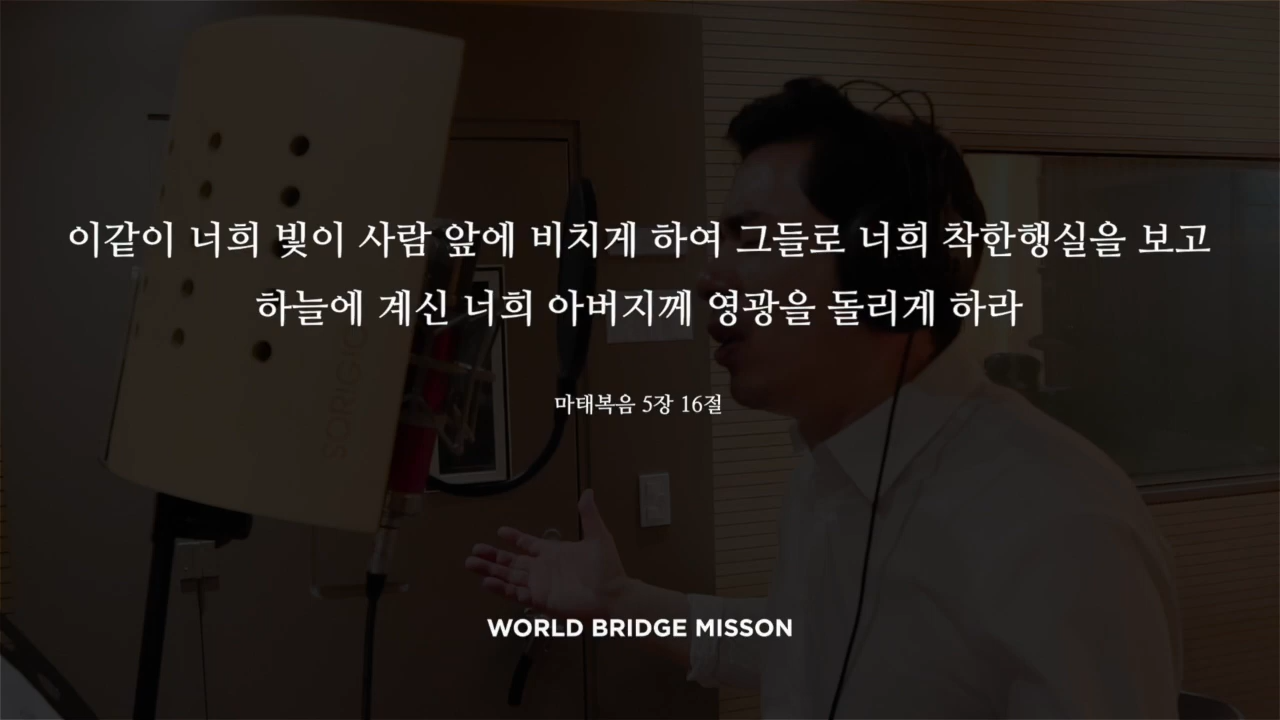 이같이 너희 빛이 사람 앞에 비치게 하여 그들로 너희 착한행실을 보고
하늘에 계신 너희 아버지께 영광을 돌리게 하라
마태복음 5장 16절
WORLD BRIDGE MISSON